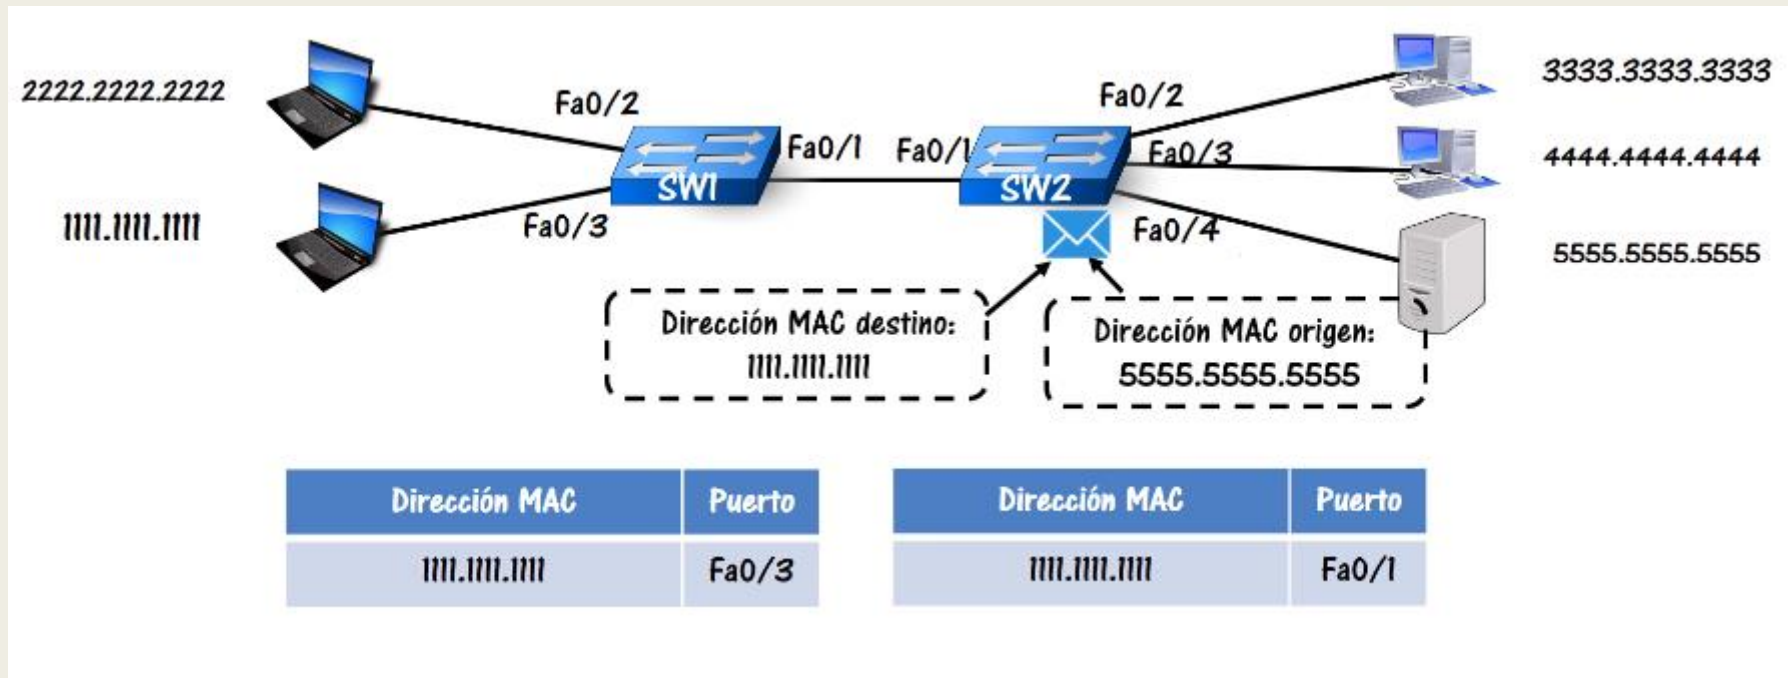 2222.2222.2222
Fa0/2
Fa0/1
Fa0/1
Fa0/2
3333.3333.3333
Fa0/3
4444.4444.4444
SW1
SW2
1111.1111.1111
Fa0/3
Fa0/4
5555.5555.5555
Dirección MAC destino:
1111.1111.1111
Dirección MAC origen:
5555.5555.5555
Dirección MAC Puerto
1111.1111.1111 Fa0/3
Dirección MAC Puerto
1111.1111.1111 Fa0/1